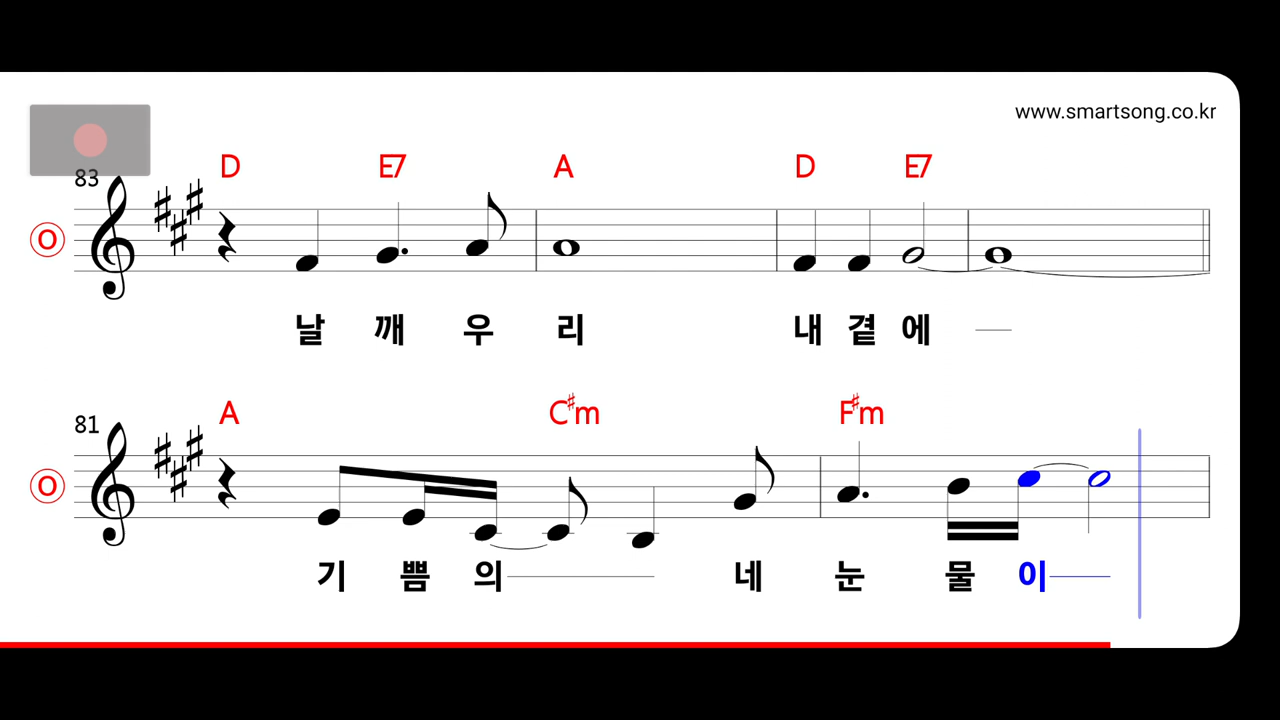 www.smartsong.co.kr
83
D E7 A D E7
O
날 깨 우 리 내 곁 에
81
A C♯m F♯m
O
기 쁨 의 네 눈 물 이